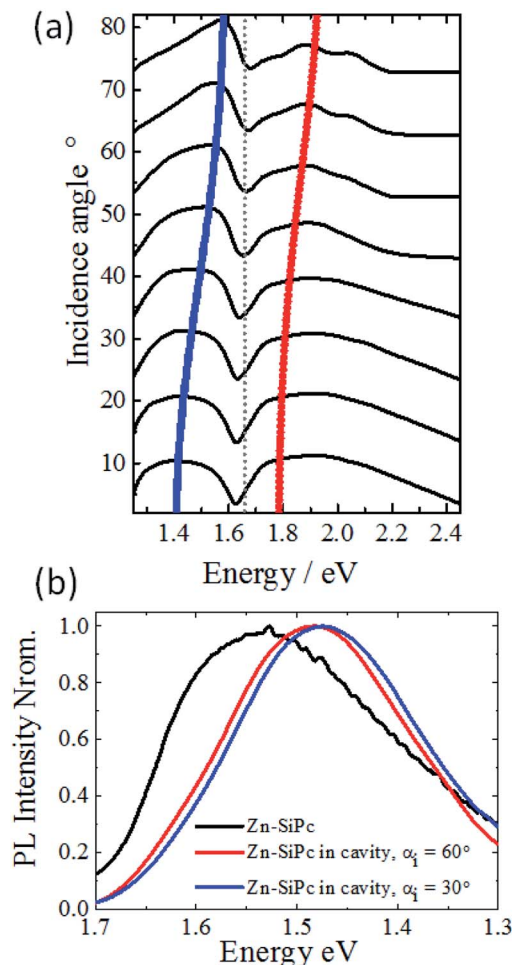 (a)
80
70
60
50
40
30
20
10
Incidence angle °
1.4 1.6 1.8 2.0 2.2 2.4
Energy / eV
(b)
1.0
0.8
0.6
0.4
0.2
0.0
PL Intensity Nrom.
Zn-SiPc
Zn-SiPc in cavity, αi = 60°
Zn-SiPc in cavity, αi = 30°
1.7 1.6 1.5 1.4 1.3
Energy eV